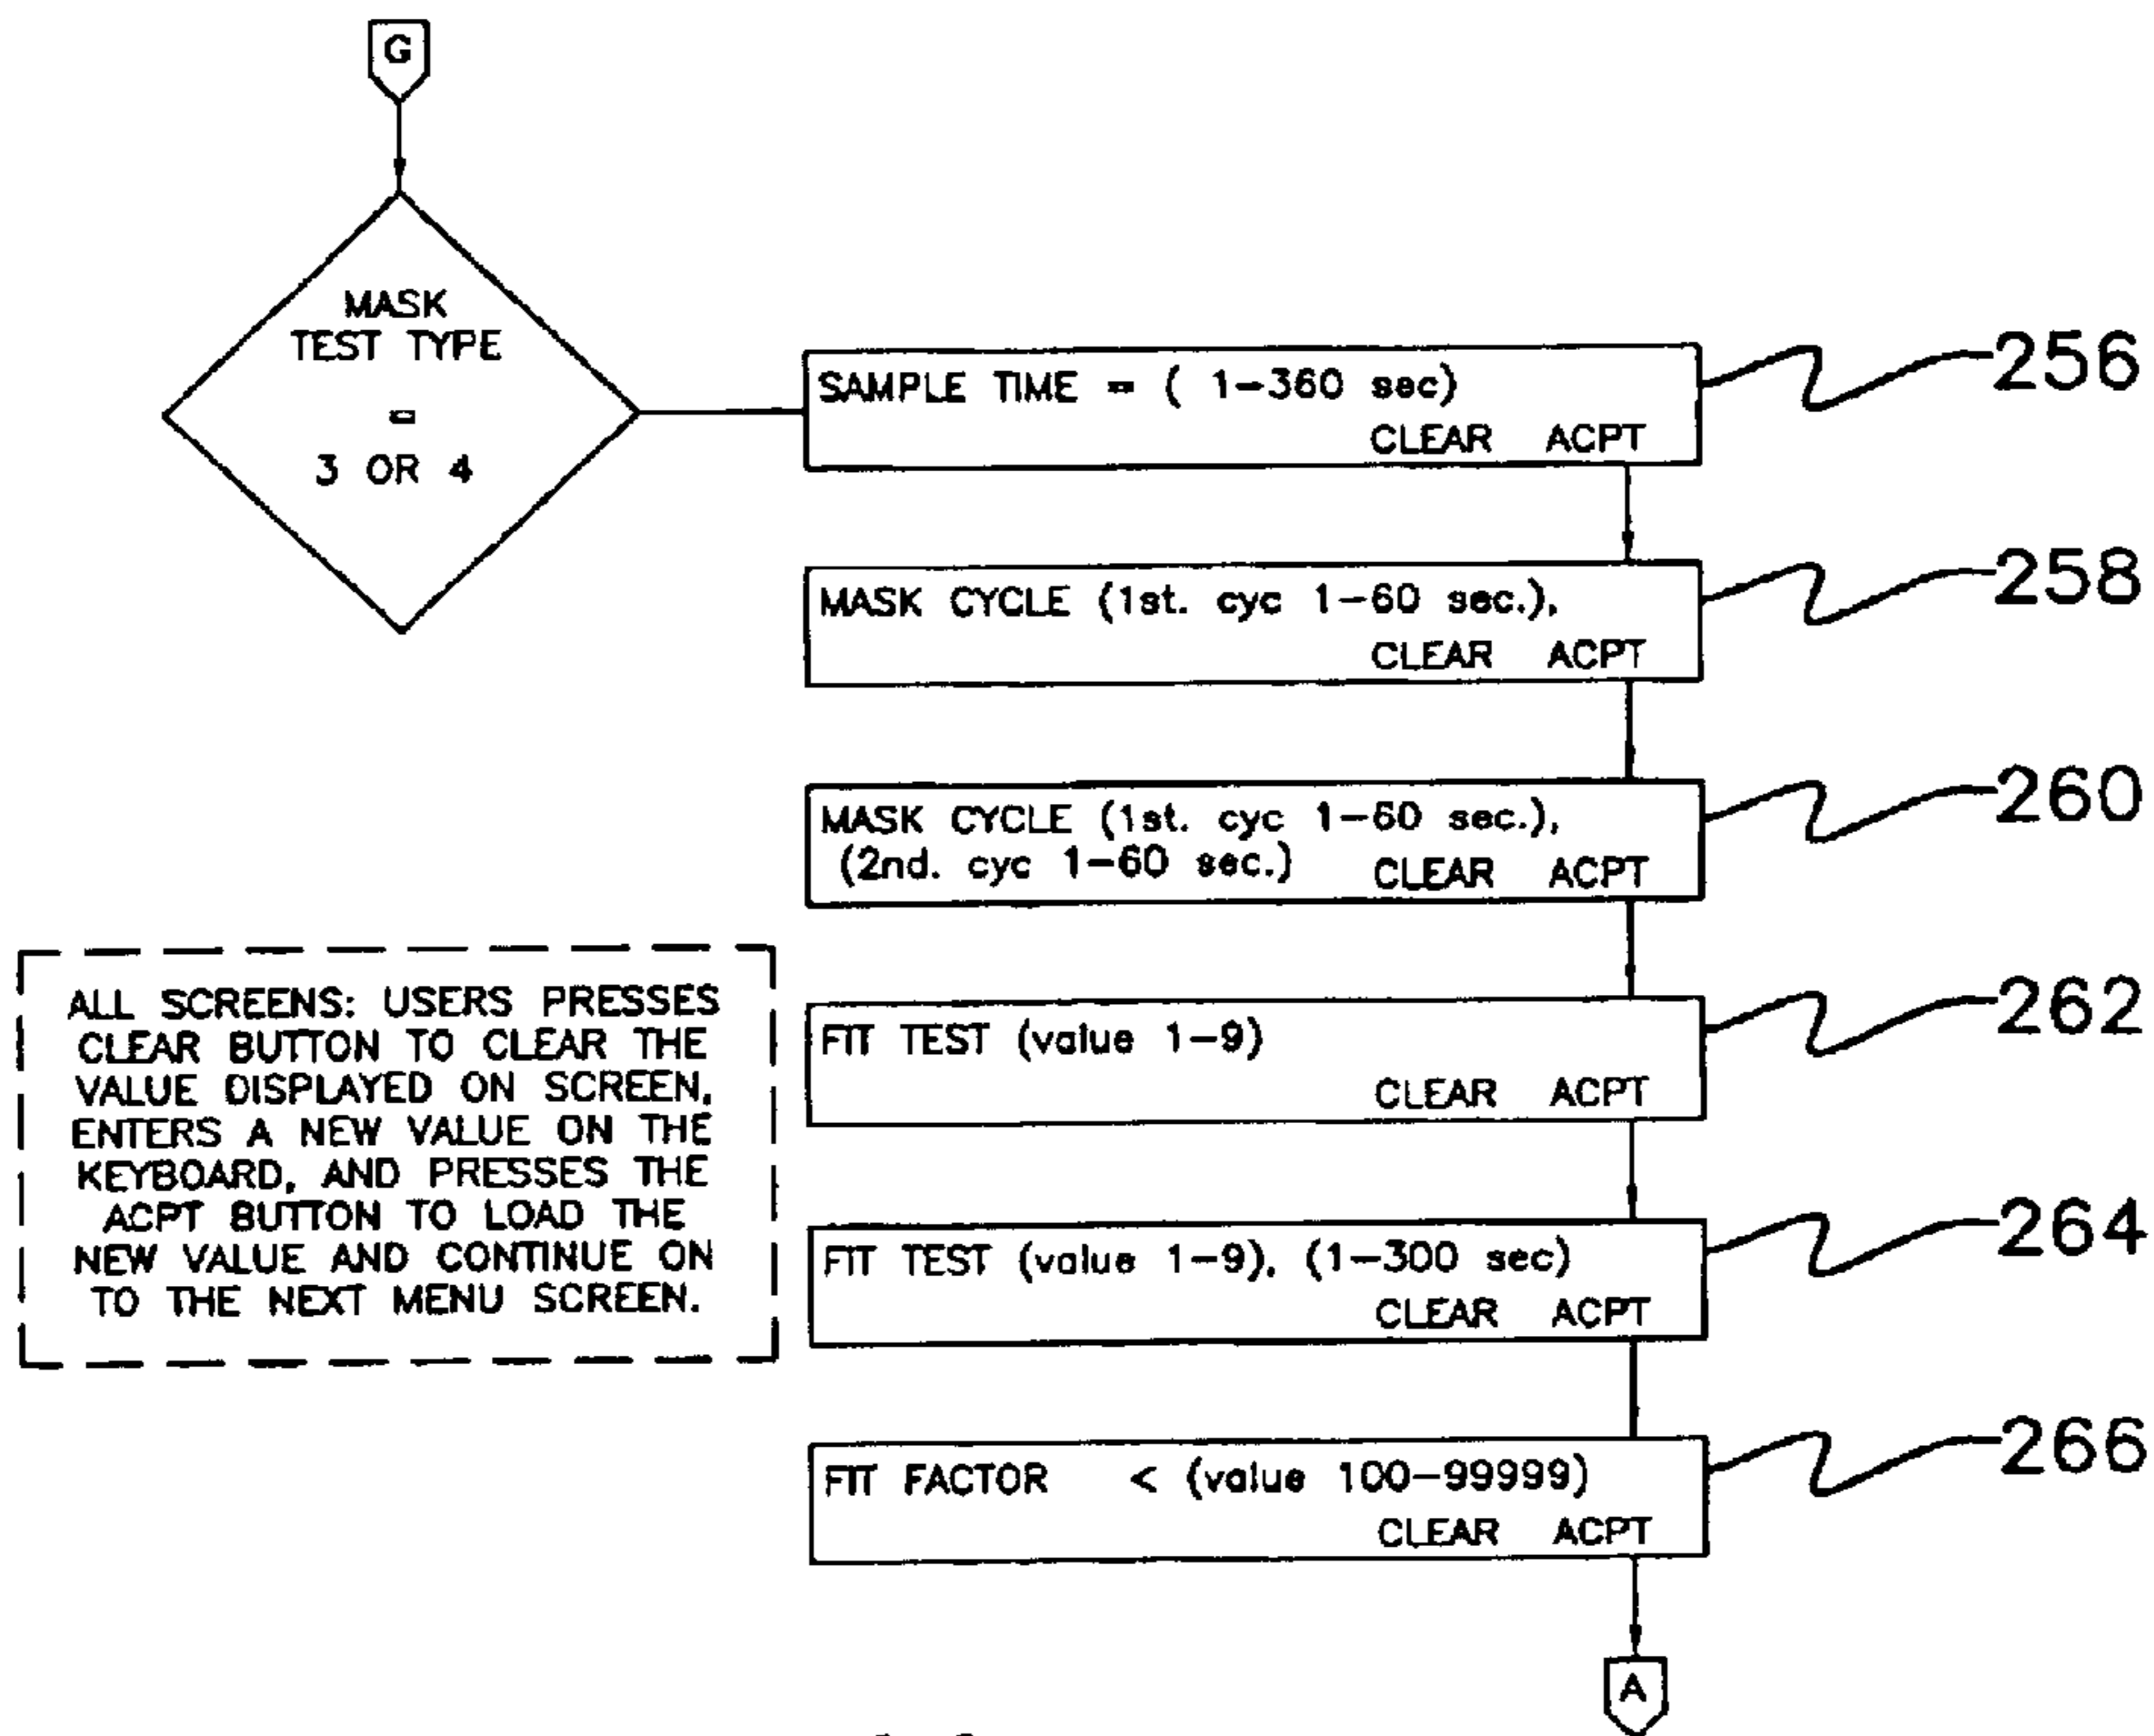 G
MASK
TEST TYPE
=
3 OR 4
SAMPLE TIME = ( 1-360 sec)
CLEAR ACPT
256
MASK CYCLE (1st. cyc 1-60 sec.),
CLEAR ACPT
258
MASK CYCLE (1st. cyc 1-60 sec.),
(2nd. cyc 1-60 sec.) CLEAR ACPT
260
FIT TEST (value 1-9)
CLEAR ACPT
262
FIT TEST (value 1-9), (1-300 sec)
CLEAR ACPT
264
FIT FACTOR < (value 100-99999)
CLEAR ACPT
266
A
ALL SCREENS: USERS PRESSES
CLEAR BUTTON TO CLEAR THE
VALUE DISPLAYED ON SCREEN,
ENTERS A NEW VALUE ON THE
KEYBOARD, AND PRESSES THE
ACPT BUTTON TO LOAD THE
NEW VALUE AND CONTINUE ON
TO THE NEXT MENU SCREEN.